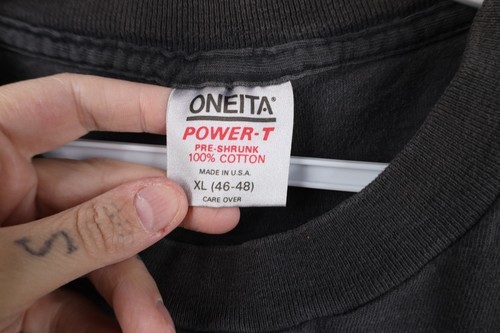 ONEITA®
POWER-T
PRE-SHRUNK
100% COTTON
MADE IN U.S.A.
XL (46-48)
CARE OVER
S